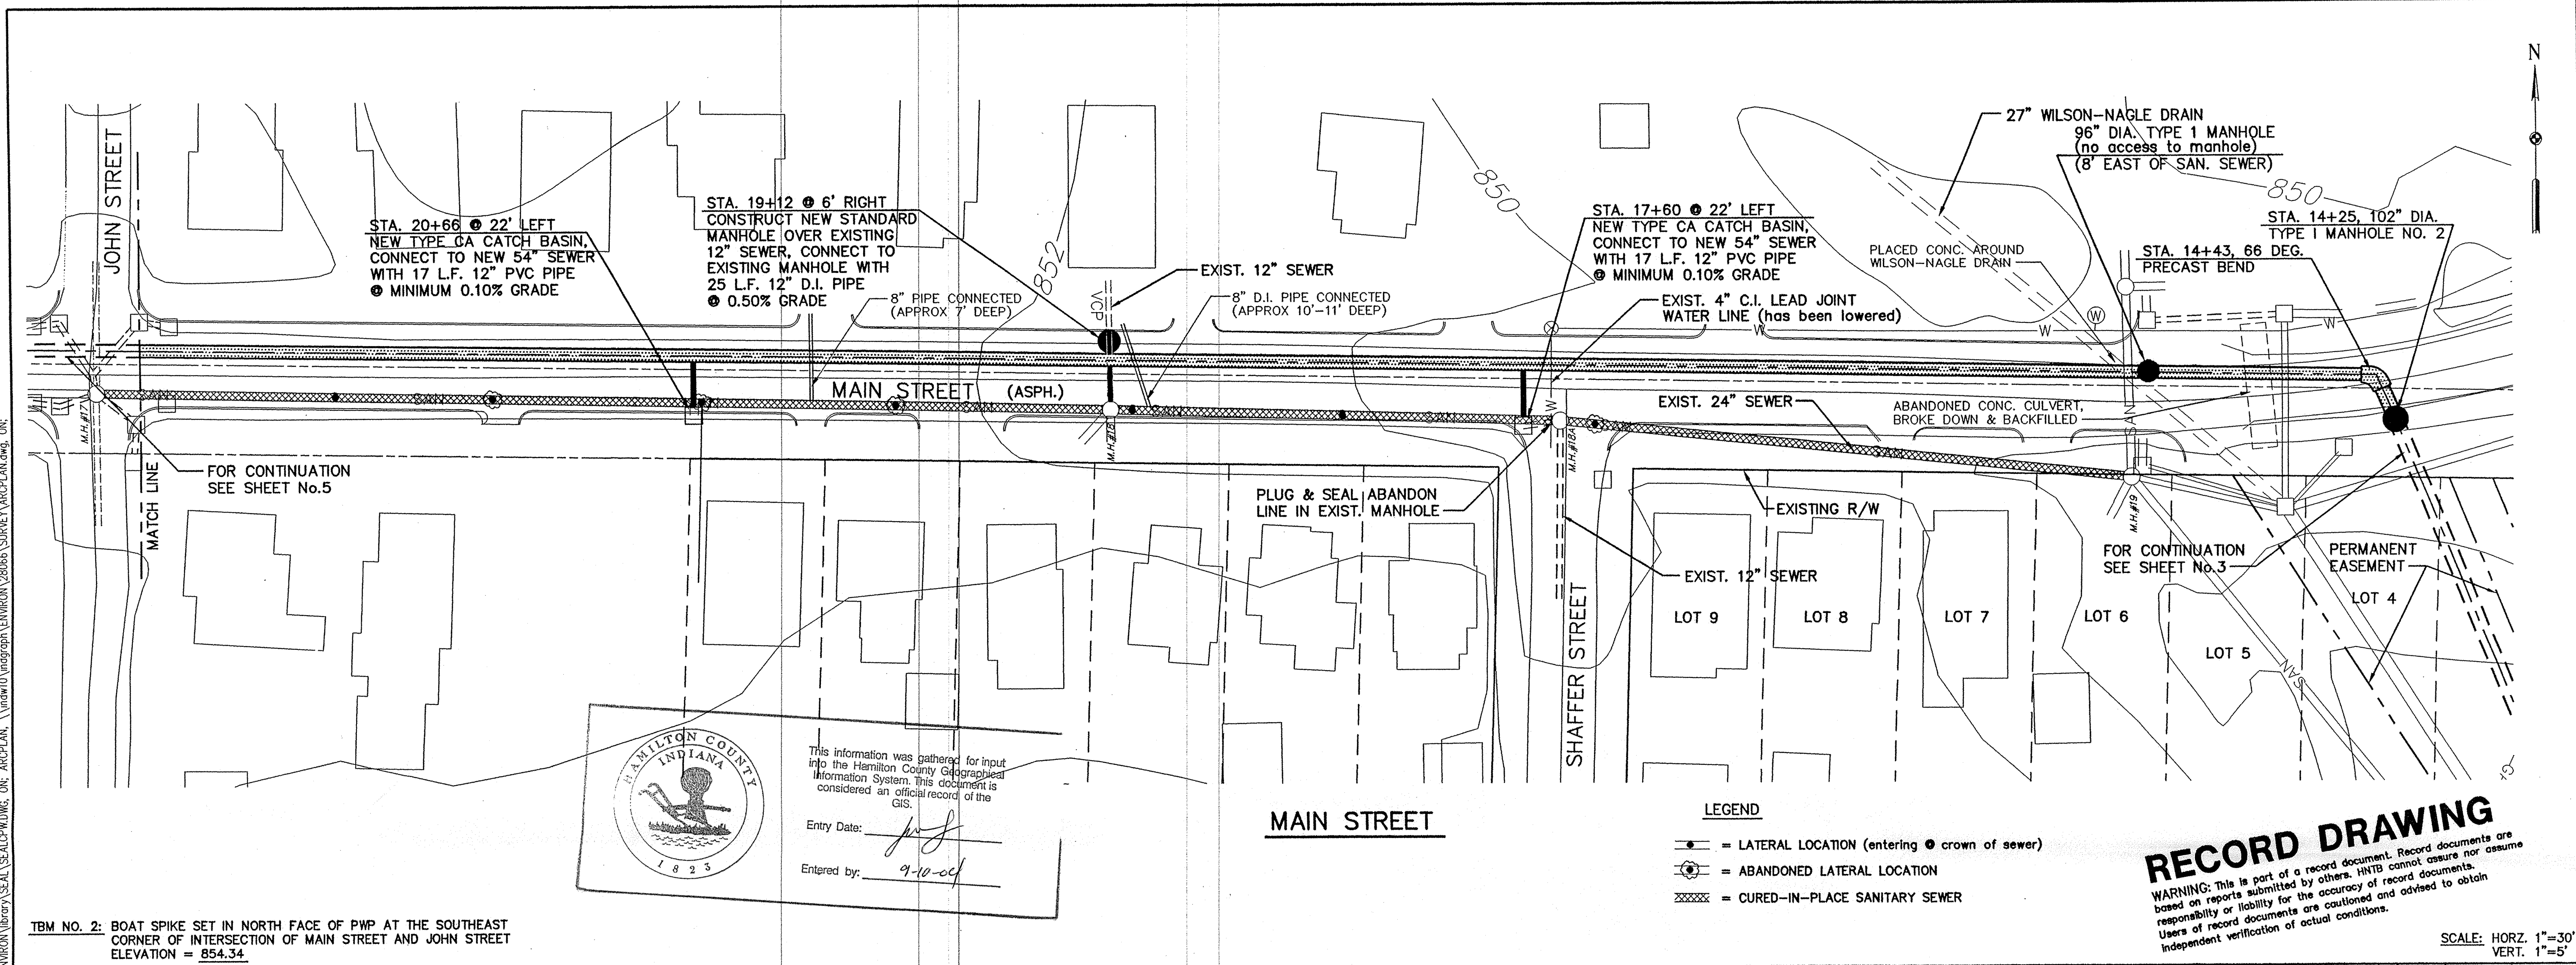 N
27" WILSON-NAGLE DRAIN
96" DIA. TYPE 1 MANHOLE
(no access to manhole)
(8' EAST OF SAN. SEWER)
850
850
852
JOHN STREET
STA. 20+66 @ 22' LEFT
NEW TYPE CA CATCH BASIN,
CONNECT TO NEW 54" SEWER
WITH 17 L.F. 12" PVC PIPE
@ MINIMUM 0.10% GRADE
STA. 19+12 @ 6' RIGHT
CONSTRUCT NEW STANDARD
MANHOLE OVER EXISTING
12" SEWER, CONNECT TO
EXISTING MANHOLE WITH
25 L.F. 12" D.I. PIPE
@ 0.50% GRADE
8" PIPE CONNECTED
(APPROX 7' DEEP)
VCP
EXIST. 12" SEWER
8" D.I. PIPE CONNECTED
(APPROX 10'-11' DEEP)
STA. 17+60 @ 22' LEFT
NEW TYPE CA CATCH BASIN,
CONNECT TO NEW 54" SEWER
WITH 17 L.F. 12" PVC PIPE
@ MINIMUM 0.10% GRADE
EXIST. 4" C.I. LEAD JOINT
WATER LINE (has been lowered)
PLACED CONC. AROUND
WILSON-NAGLE DRAIN
STA. 14+25, 102" DIA.
TYPE I MANHOLE NO. 2
STA. 14+43, 66 DEG.
PRECAST BEND
W
W
W
W
W
W
MAIN STREET (ASPH.)
SAN
SAN
SAN
SAN
SAN
SAN
SAN
SAN
M.H.#17
M.H.#18
M.H.#18A
M.H.#19
EXIST. 24" SEWER
ABANDONED CONC. CULVERT,
BROKE DOWN & BACKFILLED
FOR CONTINUATION
SEE SHEET No.5
MATCH LINE
PLUG & SEAL ABANDON
LINE IN EXIST. MANHOLE
EXISTING R/W
EXIST. 12" SEWER
SHAFFER STREET
FOR CONTINUATION
SEE SHEET No.3
PERMANENT
EASEMENT
LOT 9
LOT 8
LOT 7
LOT 6
LOT 5
LOT 4
SAN
HAMILTON COUNTY
INDIANA
1823
This information was gathered for input
into the Hamilton County Geographical
Information System. This document is
considered an official record of the
GIS.
Entry Date:
Entered by: 9-10-04
MAIN STREET
LEGEND
= LATERAL LOCATION (entering @ crown of sewer)
= ABANDONED LATERAL LOCATION
= CURED-IN-PLACE SANITARY SEWER
RECORD DRAWING
WARNING: This is part of a record document. Record documents are
based on reports submitted by others. HNTB cannot assure nor assume
responsibility or liability for the accuracy of record documents.
Users of record documents are cautioned and advised to obtain
independent verification of actual conditions.
TBM NO. 2: BOAT SPIKE SET IN NORTH FACE OF PWP AT THE SOUTHEAST
CORNER OF INTERSECTION OF MAIN STREET AND JOHN STREET
ELEVATION = 854.34
SCALE: HORZ. 1"=30'
VERT. 1"=5'